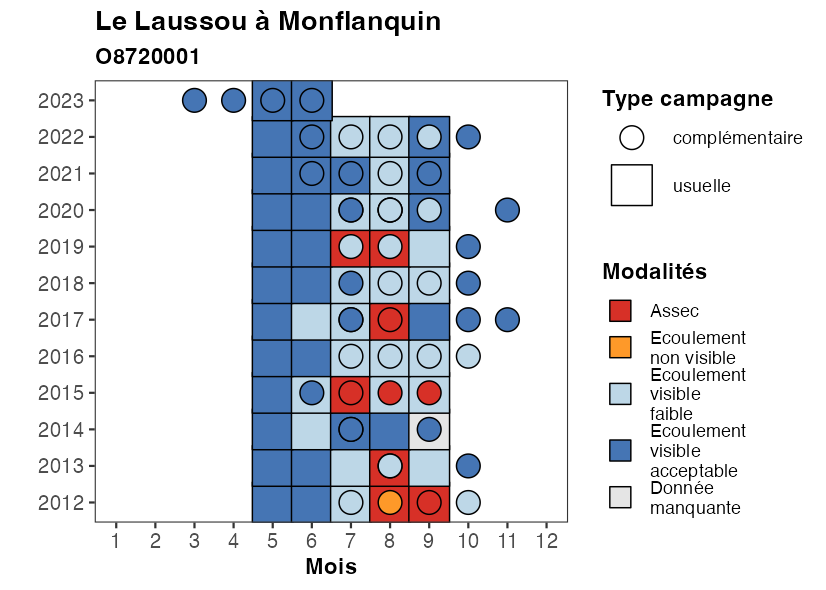 Le Laussou à Monflanquin
O8720001
2023
2022
2021
2020
2019
2018
2017
2016
2015
2014
2013
2012
1 2 3 4 5 6 7 8 9 10 11 12
Mois
Type campagne
complémentaire
usuelle
Modalités
Assec
Ecoulement
non visible
Ecoulement
visible
faible
Ecoulement
visible
acceptable
Donnée
manquante